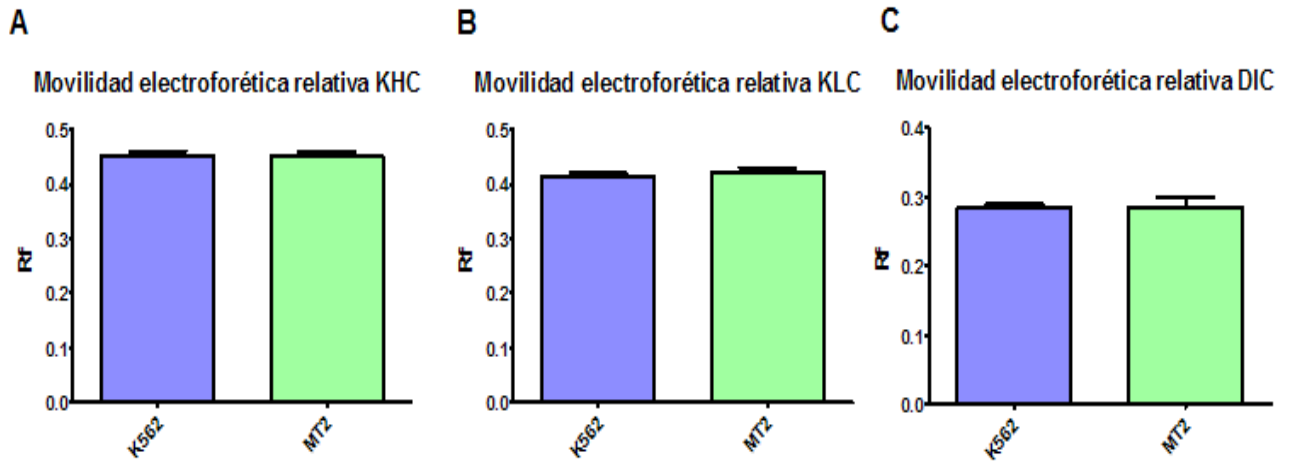 A
Movilidad electroforética relativa KHC
0.5
0.4
0.3
0.2
0.1
0.0
Rf
K562
MT2
B
Movilidad electroforética relativa KLC
0.5
0.4
0.3
0.2
0.1
0.0
Rf
K562
MT2
C
Movilidad electroforética relativa DIC
0.4
0.3
0.2
0.1
0.0
Rf
K562
MT2